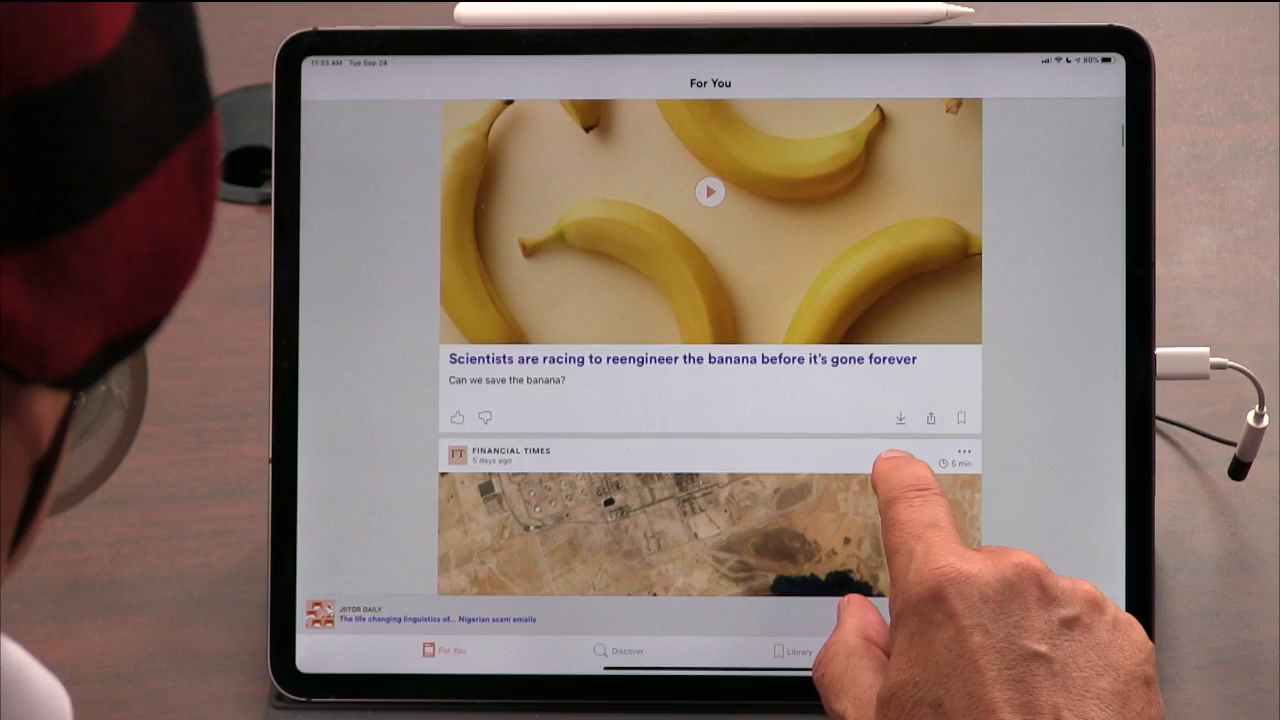 11:33 AM Tue Sep 24
80%
For You
Scientists are racing to reengineer the banana before it's gone forever
Can we save the banana?
FT
FINANCIAL TIMES
5 days ago
5 min
JSTOR DAILY
The life changing linguistics of... Nigerian scam emails
For You
Discover
Library